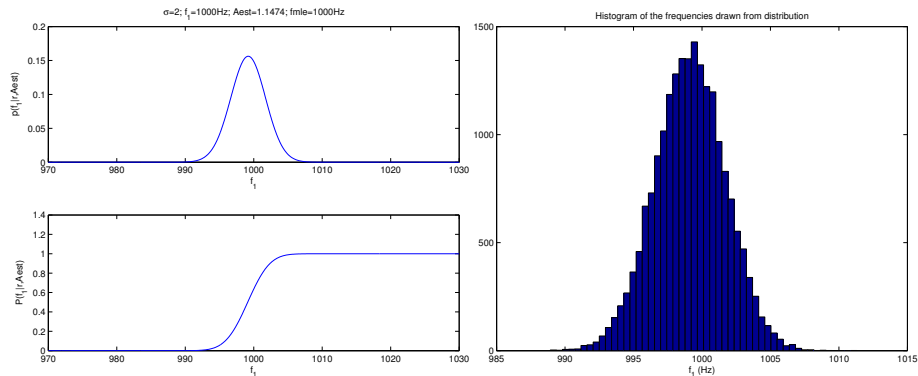 σ=2; f₁=1000Hz; Aest=1.1474; fmle=1000Hz
0.2
0.15
0.1
0.05
0
p(f₁|r,Aest)
970 980 990 1000 1010 1020 1030
f₁
1.4
1.2
1
0.8
0.6
0.4
0.2
0
P(f₁|r,Aest)
970 980 990 1000 1010 1020 1030
f₁
Histogram of the frequencies drawn from distribution
1500
1000
500
0
985 990 995 1000 1005 1010 1015
f₁ (Hz)